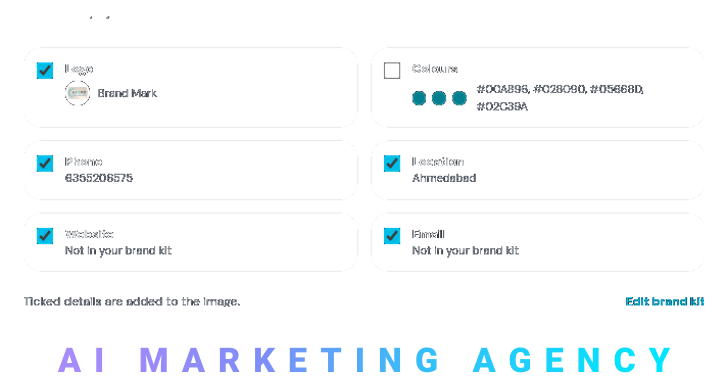 Logo
Brand Mark
Colours
#00A896, #028090, #05668D,
#02C39A
Phone
6355206575
Location
Ahmedabad
Website
Not in your brand kit
Email
Not in your brand kit
Ticked details are added to the image.
Edit brand kit
AI MARKETING AGENCY